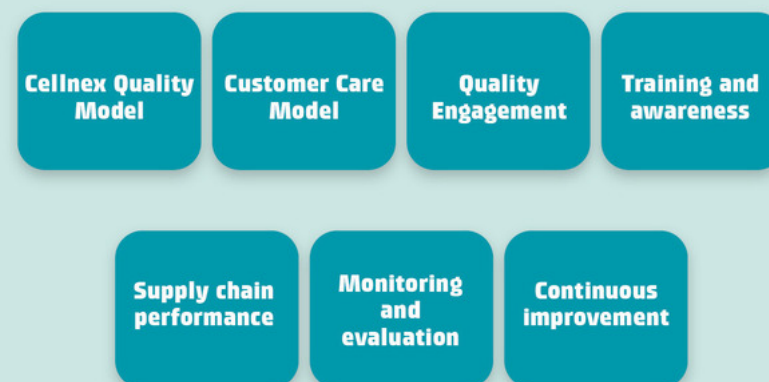 Cellnex Quality
Model
Customer Care
Model
Quality
Engagement
Training and
awareness
Supply chain
performance
Monitoring
and
evaluation
Continuous
improvement